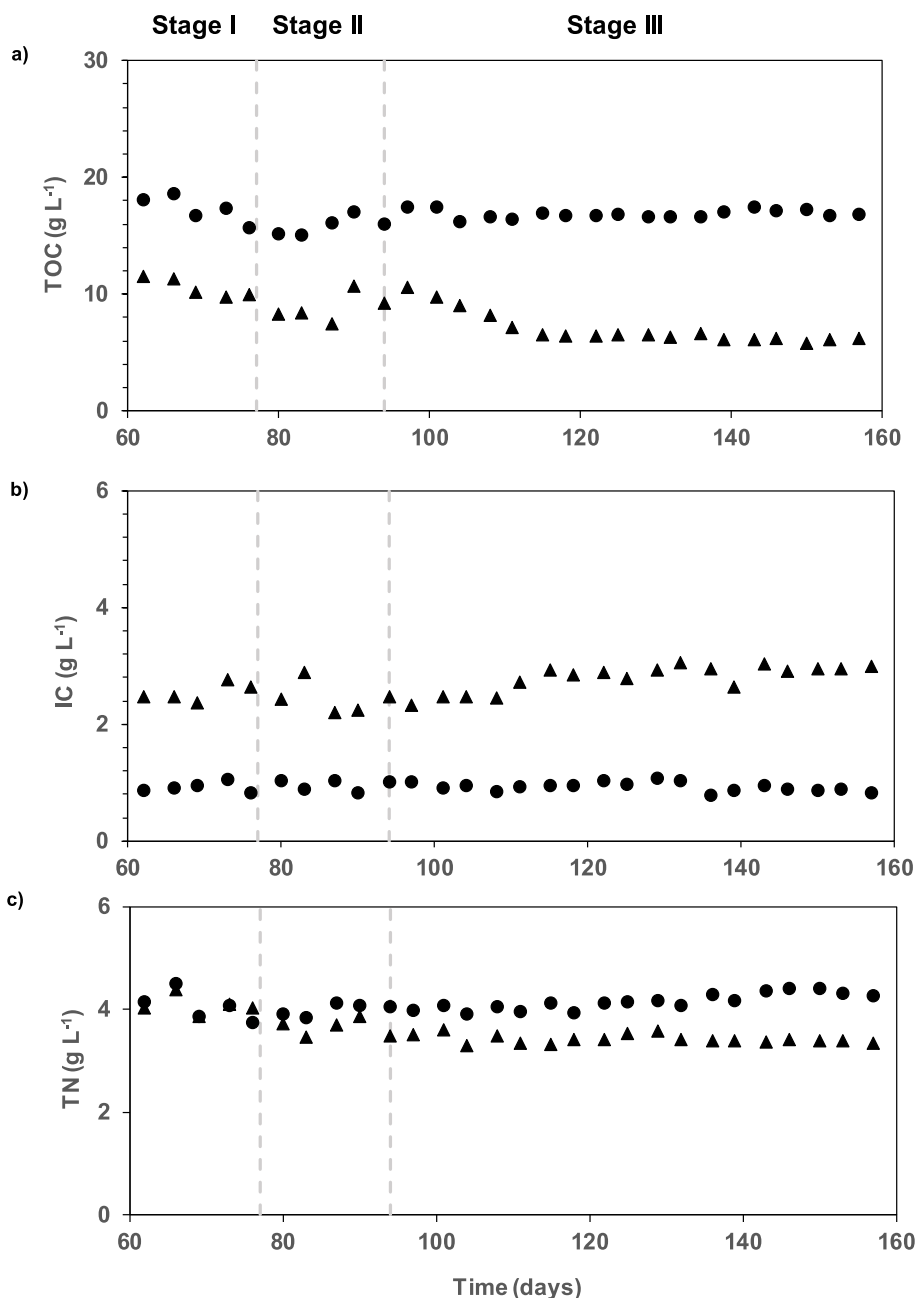 Stage I Stage II Stage III
a)
30
20
10
0
TOC (g L-1)
60 80 100 120 140 160
b)
6
4
2
0
IC (g L-1)
60 80 100 120 140 160
c)
6
4
2
0
TN (g L-1)
60 80 100 120 140 160
Time (days)